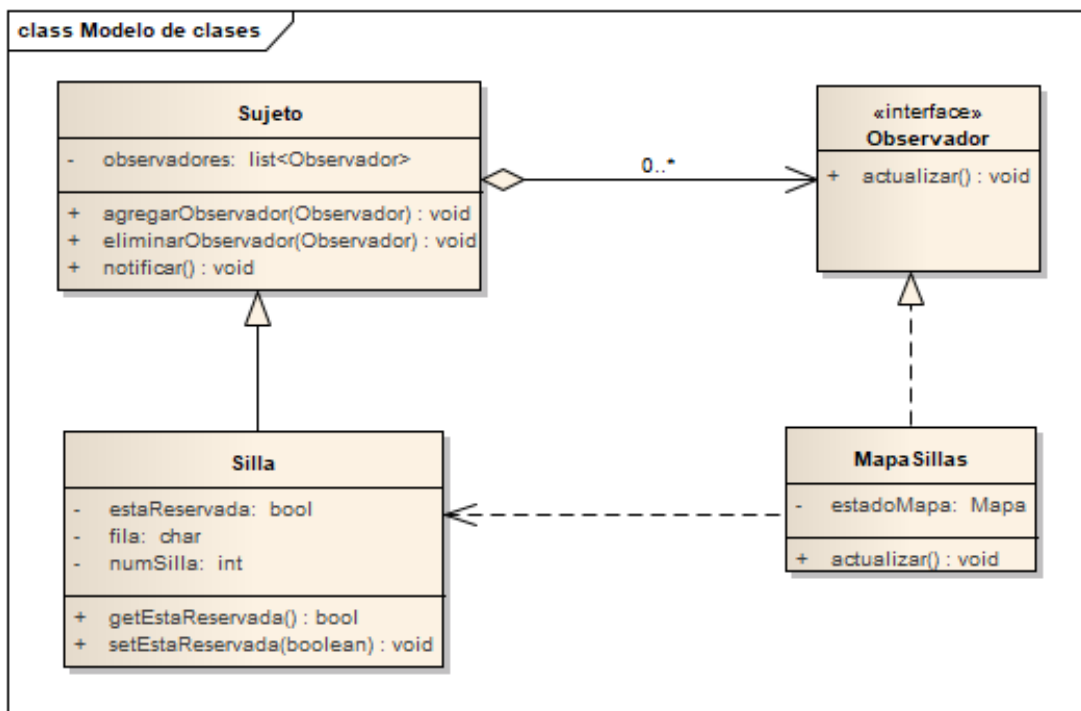 class Modelo de clases
Sujeto
- observadores: list<Observador>
+ agregarObservador(Observador) : void
+ eliminarObservador(Observador) : void
+ notificar() : void
0..*
«interface»
Observador
+ actualizar() : void
Silla
- estaReservada: bool
- fila: char
- numSilla: int
+ getEstaReservada() : bool
+ setEstaReservada(boolean) : void
MapaSillas
- estadoMapa: Mapa
+ actualizar() : void